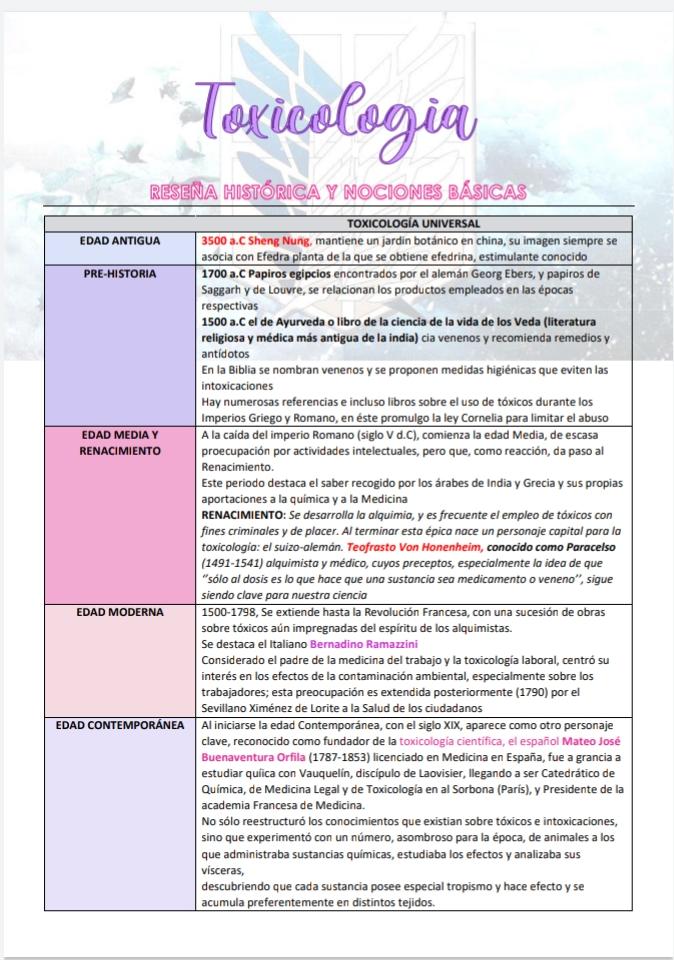 Toxicologia
RESEÑA HISTÓRICA Y NOCIONES BÁSICAS
TOXICOLOGÍA UNIVERSAL
EDAD ANTIGUA
3500 a.C Sheng Nung, mantiene un jardín botánico en china, su imagen siempre se
asocia con Efedra planta de la que se obtiene efedrina, estimulante conocido
PRE-HISTORIA
1700 a.C Papiros egipcios encontrados por el alemán Georg Ebers, y papiros de
Saggarh y de Louvre, se relacionan los productos empleados en las épocas
respectivas
1500 a.C el de Ayurveda o libro de la ciencia de la vida de los Veda (literatura
religiosa y médica más antigua de la india) cia venenos y recomienda remedios y
antídotos
En la Biblia se nombran venenos y se proponen medidas higiénicas que eviten las
intoxicaciones
Hay numerosas referencias e incluso libros sobre el uso de tóxicos durante los
Imperios Griego y Romano, en éste promulgo la ley Cornelia para limitar el abuso
EDAD MEDIA Y
RENACIMIENTO
A la caída del imperio Romano (siglo V d.C), comienza la edad Media, de escasa
proecupación por actividades intelectuales, pero que, como reacción, da paso al
Renacimiento.
Este periodo destaca el saber recogido por los árabes de India y Grecia y sus propias
aportaciones a la química y a la Medicina
RENACIMIENTO: Se desarrolla la alquimia, y es frecuente el empleo de tóxicos con
fines criminales y de placer. Al terminar esta épica nace un personaje capital para la
toxicología: el suizo-alemán. Teofrasto Von Honenheim, conocido como Paracelso
(1491-1541) alquimista y médico, cuyos preceptos, especialmente la idea de que
‘’sólo al dosis es lo que hace que una sustancia sea medicamento o veneno’’, sigue
siendo clave para nuestra ciencia
EDAD MODERNA
1500-1798, Se extiende hasta la Revolución Francesa, con una sucesión de obras
sobre tóxicos aún impregnadas del espíritu de los alquimistas.
Se destaca el Italiano Bernadino Ramazzini
Considerado el padre de la medicina del trabajo y la toxicología laboral, centró su
interés en los efectos de la contaminación ambiental, especialmente sobre los
trabajadores; esta preocupación es extendida posteriormente (1790) por el
Sevillano Ximénez de Lorite a la Salud de los ciudadanos
EDAD CONTEMPORÁNEA
Al iniciarse la edad Contemporánea, con el siglo XIX, aparece como otro personaje
clave, reconocido como fundador de la toxicología científica, el español Mateo José
Buenaventura Orfila (1787-1853) licenciado en Medicina en España, fue a grancia a
estudiar quíica con Vauquelín, discípulo de Laovisier, llegando a ser Catedrático de
Química, de Medicina Legal y de Toxicología en al Sorbona (París), y Presidente de la
academia Francesa de Medicina.
No sólo reestructuró los conocimientos que existian sobre tóxicos e intoxicaciones,
sino que experimentó con un número, asombroso para la época, de animales a los
que administraba sustancias químicas, estudiaba los efectos y analizaba sus
vísceras,
descubriendo que cada sustancia posee especial tropismo y hace efecto y se
acumula preferentemente en distintos tejidos.